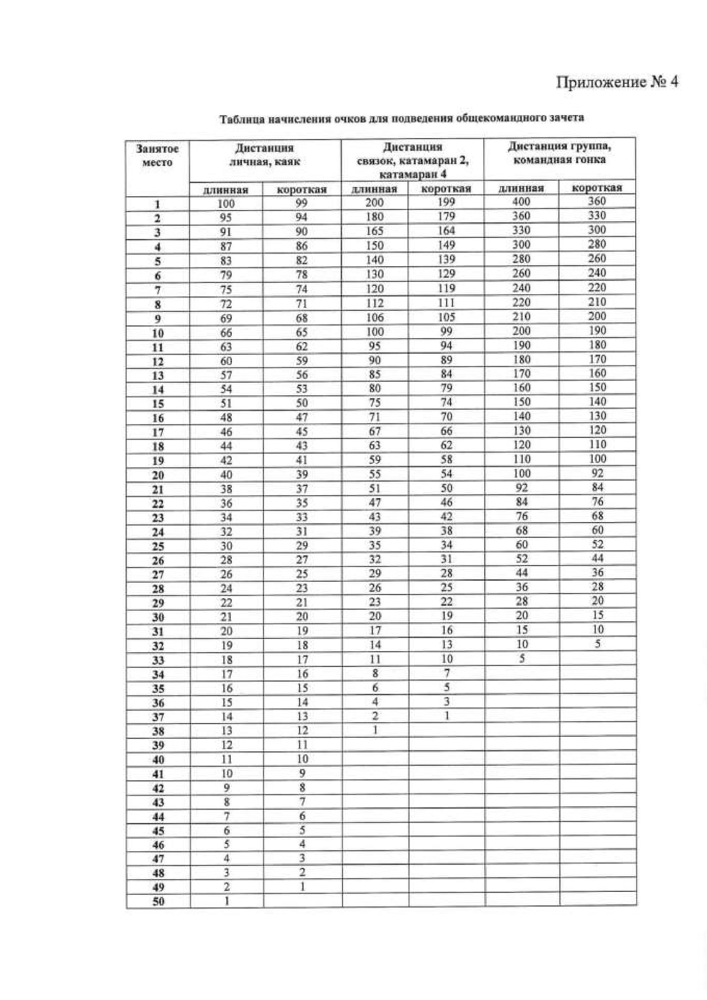 Приложение № 4
Таблица начисления очков для подведения общекомандного зачета
Занятое место Дистанция личная, каяк Дистанция связок, катамаран 2, катамаран 4 Дистанция группа, командная гонка
длинная короткая длинная короткая длинная короткая
1 100 99 200 199 400 360
2 95 94 180 179 360 330
3 91 90 165 164 330 300
4 87 86 150 149 300 280
5 83 82 140 139 280 260
6 79 78 130 129 260 240
7 75 74 120 119 240 220
8 72 71 112 111 220 210
9 69 68 106 105 210 200
10 66 65 100 99 200 190
11 63 62 95 94 190 180
12 60 59 90 89 180 170
13 57 56 85 84 170 160
14 54 53 80 79 160 150
15 51 50 75 74 150 140
16 48 47 71 70 140 130
17 46 45 67 66 130 120
18 44 43 63 62 120 110
19 42 41 59 58 110 100
20 40 39 55 54 100 92
21 38 37 51 50 92 84
22 36 35 47 46 84 76
23 34 33 43 42 76 68
24 32 31 39 38 68 60
25 30 29 35 34 60 52
26 28 27 32 31 52 44
27 26 25 29 28 44 36
28 24 23 26 25 36 28
29 22 21 23 22 28 20
30 21 20 20 19 20 15
31 20 19 17 16 15 10
32 19 18 14 13 10 5
33 18 17 11 10 5
34 17 16 8 7
35 16 15 6 5
36 15 14 4 3
37 14 13 2 1
38 13 12 1
39 12 11
40 11 10
41 10 9
42 9 8
43 8 7
44 7 6
45 6 5
46 5 4
47 4 3
48 3 2
49 2 1
50 1